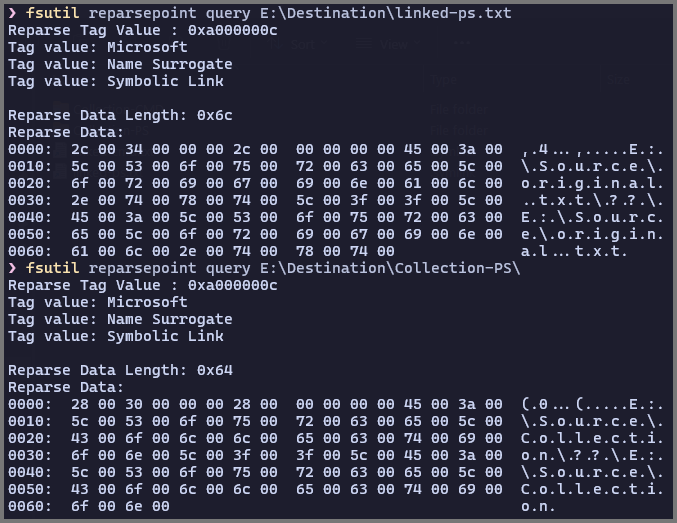 ❯ fsutil reparsepoint query E:\Destination\linked-ps.txt
Reparse Tag Value : 0xa000000c
Tag value: Microsoft
Tag value: Name Surrogate
Tag value: Symbolic Link

Reparse Data Length: 0x6c
Reparse Data:
0000:  2c 00 34 00 00 00 2c 00  00 00 00 00 45 00 3a 00  ,.4...,.....E.:.
0010:  5c 00 53 00 6f 00 75 00  72 00 63 00 65 00 5c 00  \.S.o.u.r.c.e.\.
0020:  6f 00 72 00 69 00 67 00  69 00 6e 00 61 00 6c 00  o.r.i.g.i.n.a.l.
0030:  2e 00 74 00 78 00 74 00  5c 00 3f 00 3f 00 5c 00  ..t.x.t.\.?.?.\.
0040:  45 00 3a 00 5c 00 53 00  6f 00 75 00 72 00 63 00  E.:.\.S.o.u.r.c.
0050:  65 00 5c 00 6f 00 72 00  69 00 67 00 69 00 6e 00  e.\.o.r.i.g.i.n.
0060:  61 00 6c 00 2e 00 74 00  78 00 74 00              a.l...t.x.t.
❯ fsutil reparsepoint query E:\Destination\Collection-PS\
Reparse Tag Value : 0xa000000c
Tag value: Microsoft
Tag value: Name Surrogate
Tag value: Symbolic Link

Reparse Data Length: 0x64
Reparse Data:
0000:  28 00 30 00 00 00 28 00  00 00 00 00 45 00 3a 00  (.0...(.....E.:.
0010:  5c 00 53 00 6f 00 75 00  72 00 63 00 65 00 5c 00  \.S.o.u.r.c.e.\.
0020:  43 00 6f 00 6c 00 6c 00  65 00 63 00 74 00 69 00  C.o.l.l.e.c.t.i.
0030:  6f 00 6e 00 5c 00 3f 00  3f 00 5c 00 45 00 3a 00  o.n.\.?.?.\.E.:.
0040:  5c 00 53 00 6f 00 75 00  72 00 63 00 65 00 5c 00  \.S.o.u.r.c.e.\.
0050:  43 00 6f 00 6c 00 6c 00  65 00 63 00 74 00 69 00  C.o.l.l.e.c.t.i.
0060:  6f 00 6e 00                                       o.n.